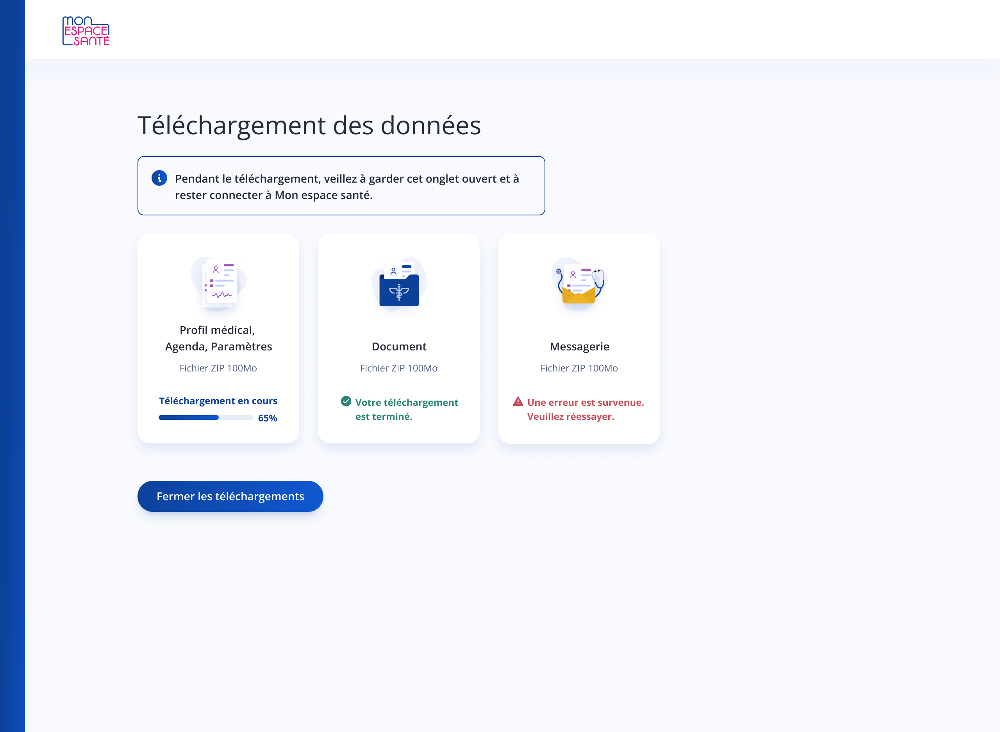 mon
ESPACE
SANTÉ
Téléchargement des données
Pendant le téléchargement, veillez à garder cet onglet ouvert et à
rester connecter à Mon espace santé.
Profil médical,
Agenda, Paramètres
Fichier ZIP 100Mo
Téléchargement en cours
65%
Document
Fichier ZIP 100Mo
Votre téléchargement
est terminé.
Messagerie
Fichier ZIP 100Mo
Une erreur est survenue.
Veuillez réessayer.
Fermer les téléchargements